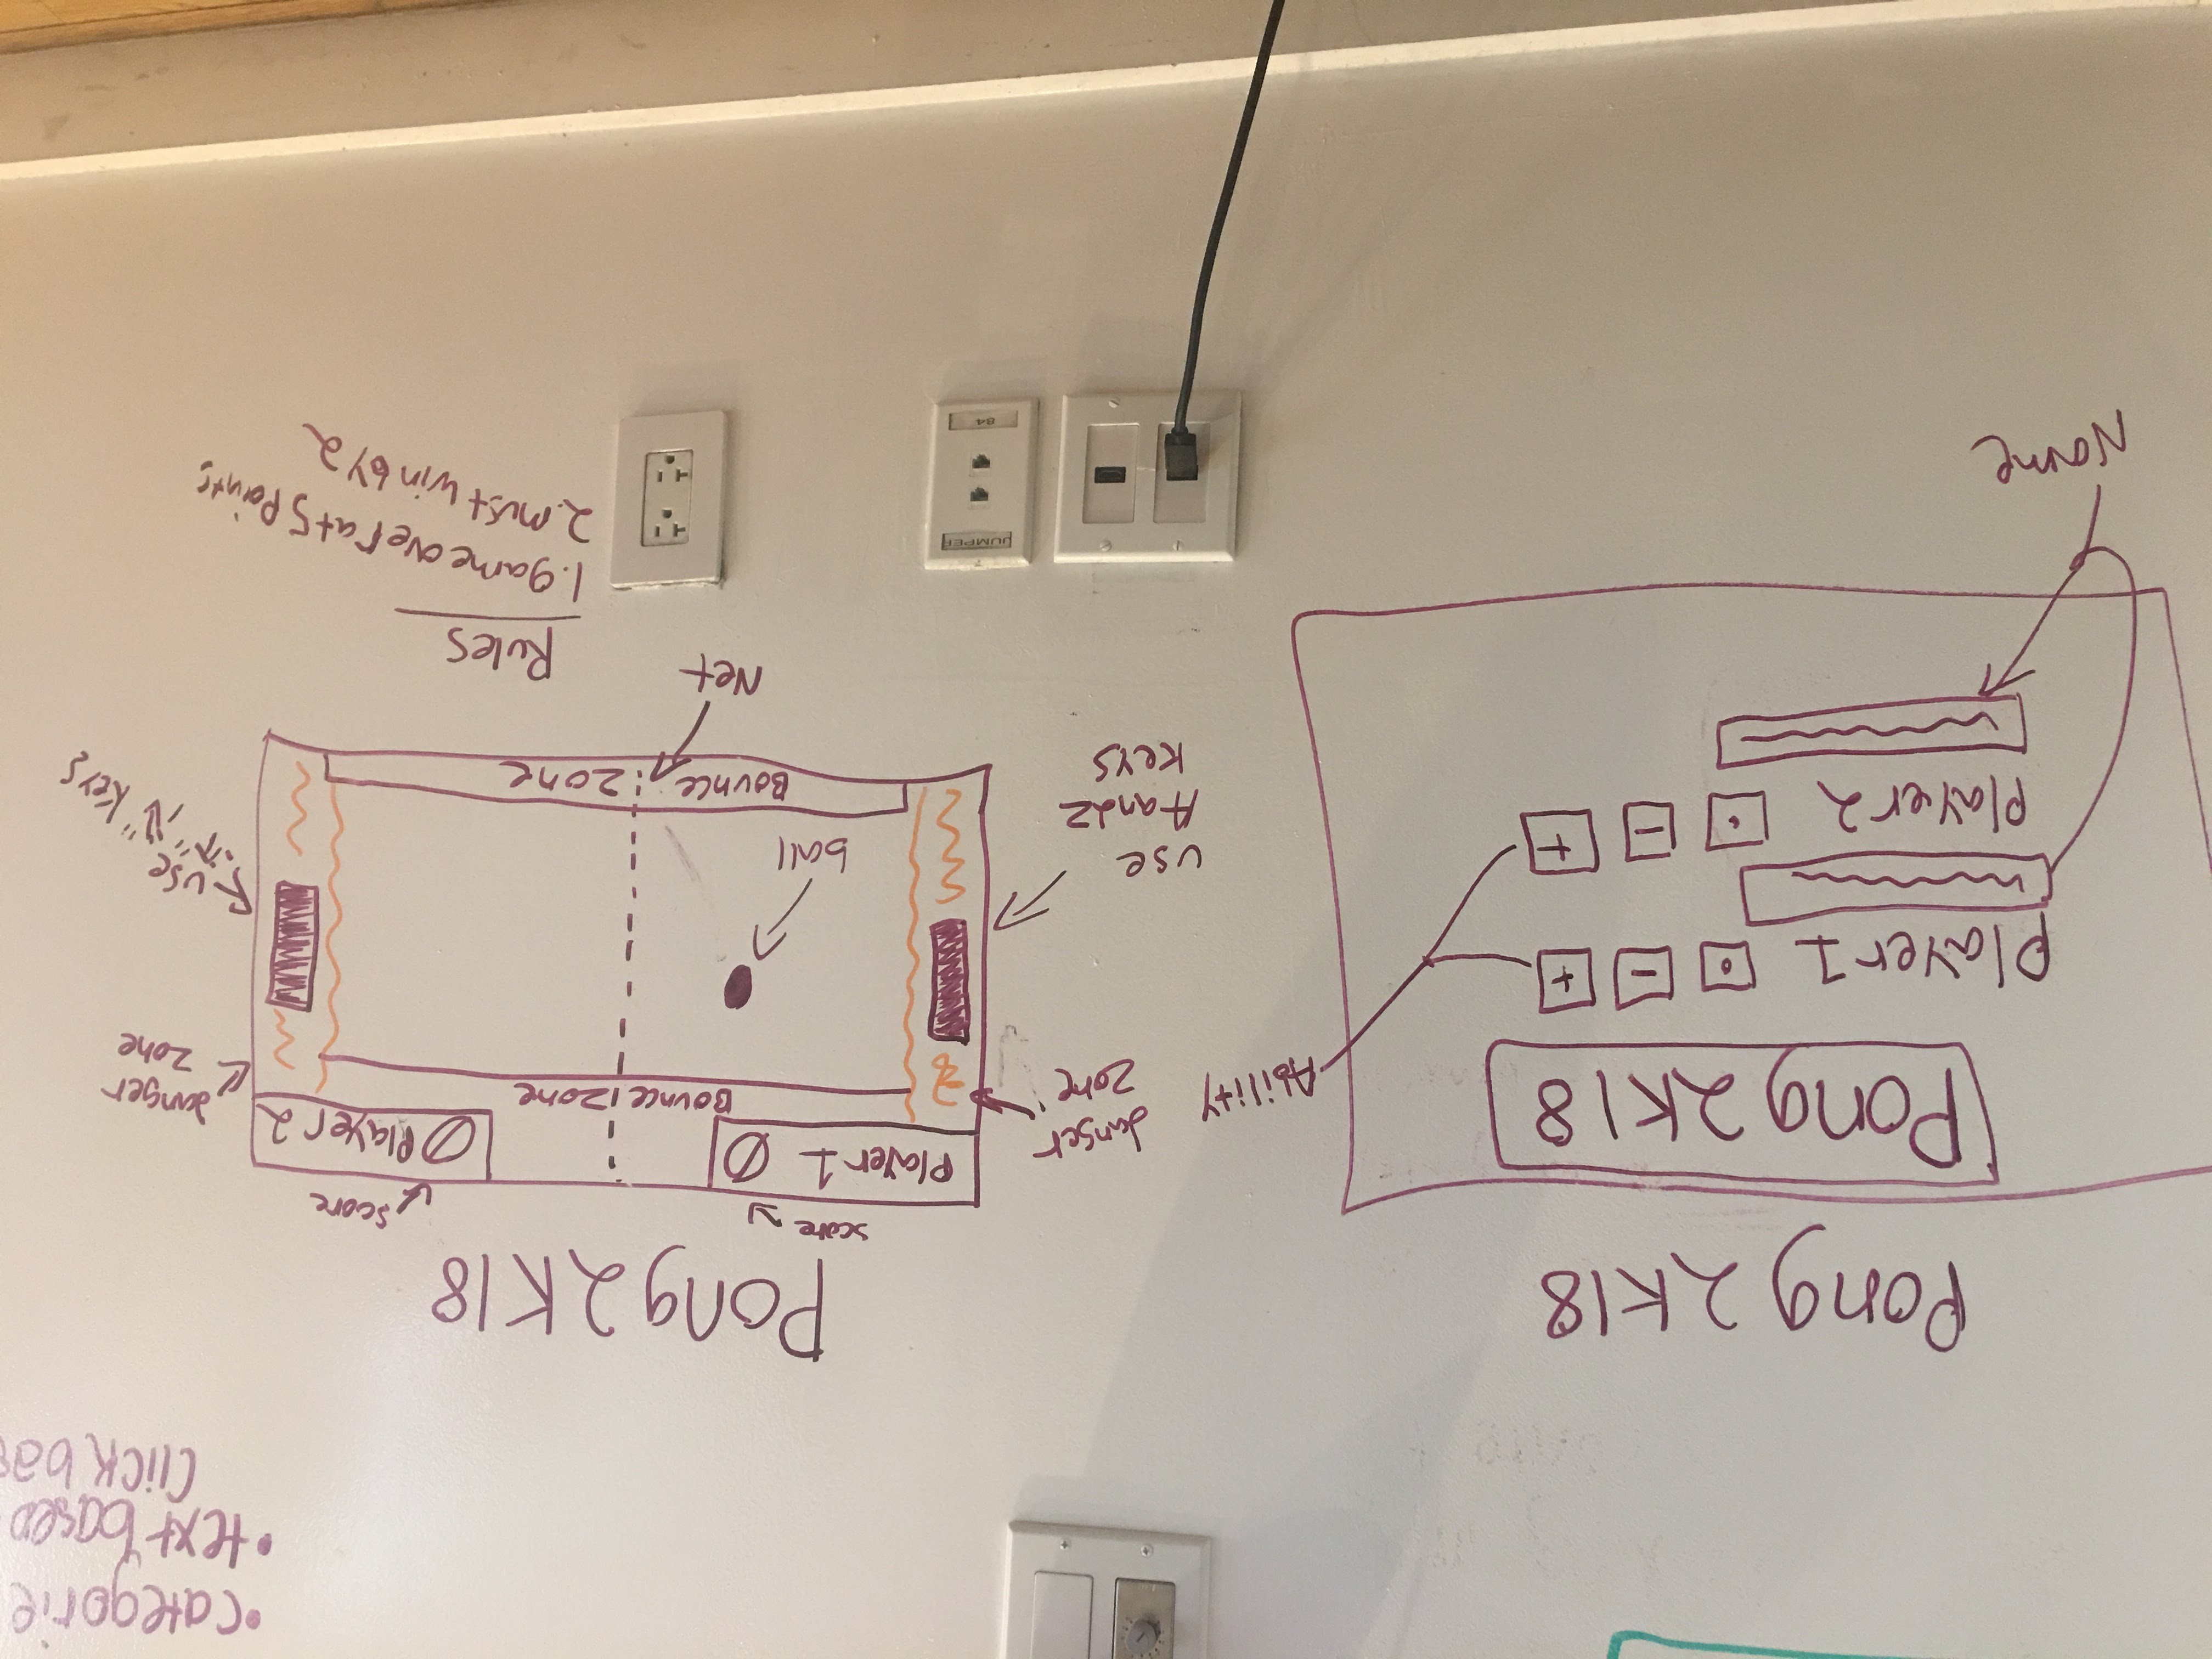 •categorie
•text based
Click bas
Pong 2K18
Pong 2K18
Player 1 • - +
Player 2 • - +
Ability
Name
Pong 2K18
score
score
Player 1 0
0 Player 2
danger
zone
Bounce Zone
danger
zone
ball
use
A and Z
keys
use
"↑" "↓" keys
Bounce Zone
Net
Rules
1. game over at 5 points
2. must win by 2
JUMPER
84